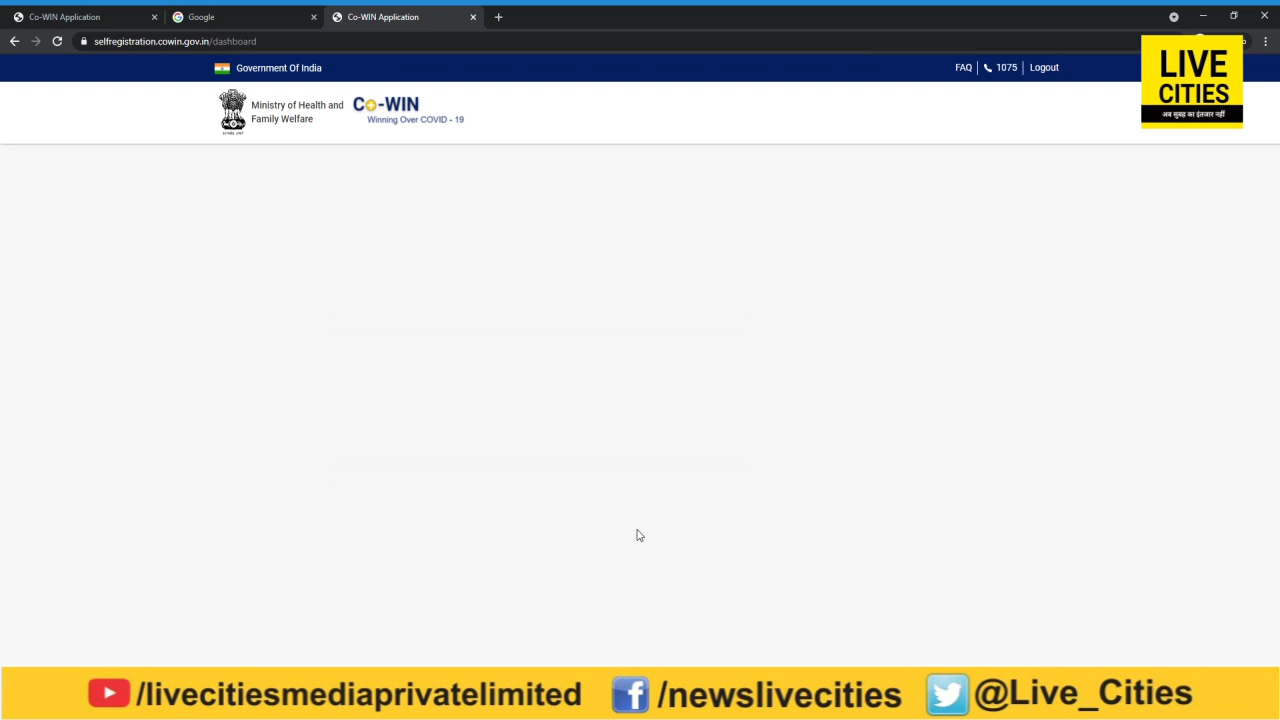 Co-WIN Application
Google
Co-WIN Application
selfregistration.cowin.gov.in/dashboard
Government Of India
FAQ
1075
Logout
Ministry of Health and
Family Welfare
Co-WIN
Winning Over COVID - 19
LIVE
CITIES
अब सुबह का इंतजार नहीं
/livecitiesmediaprivatelimited
/newslivecities
@Live_Cities